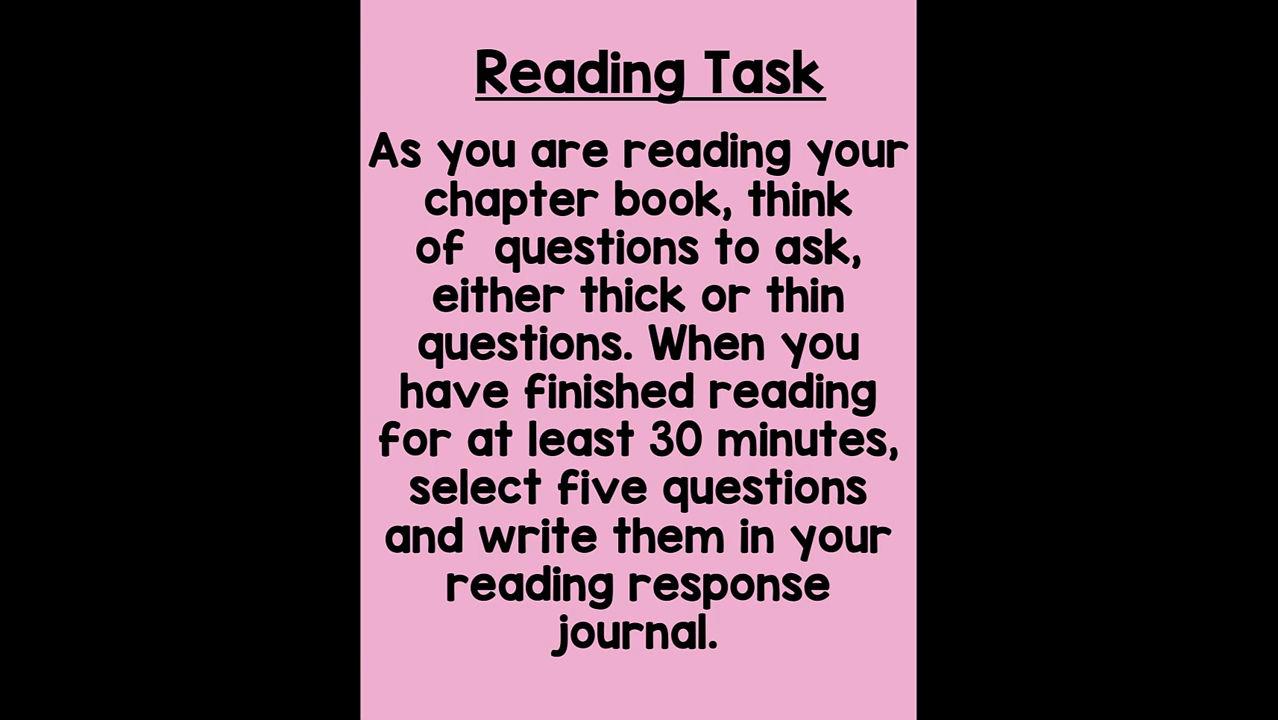 Reading Task
As you are reading your
chapter book, think
of  questions to ask,
either thick or thin
questions. When you
have finished reading
for at least 30 minutes,
select five questions
and write them in your
reading response
journal.